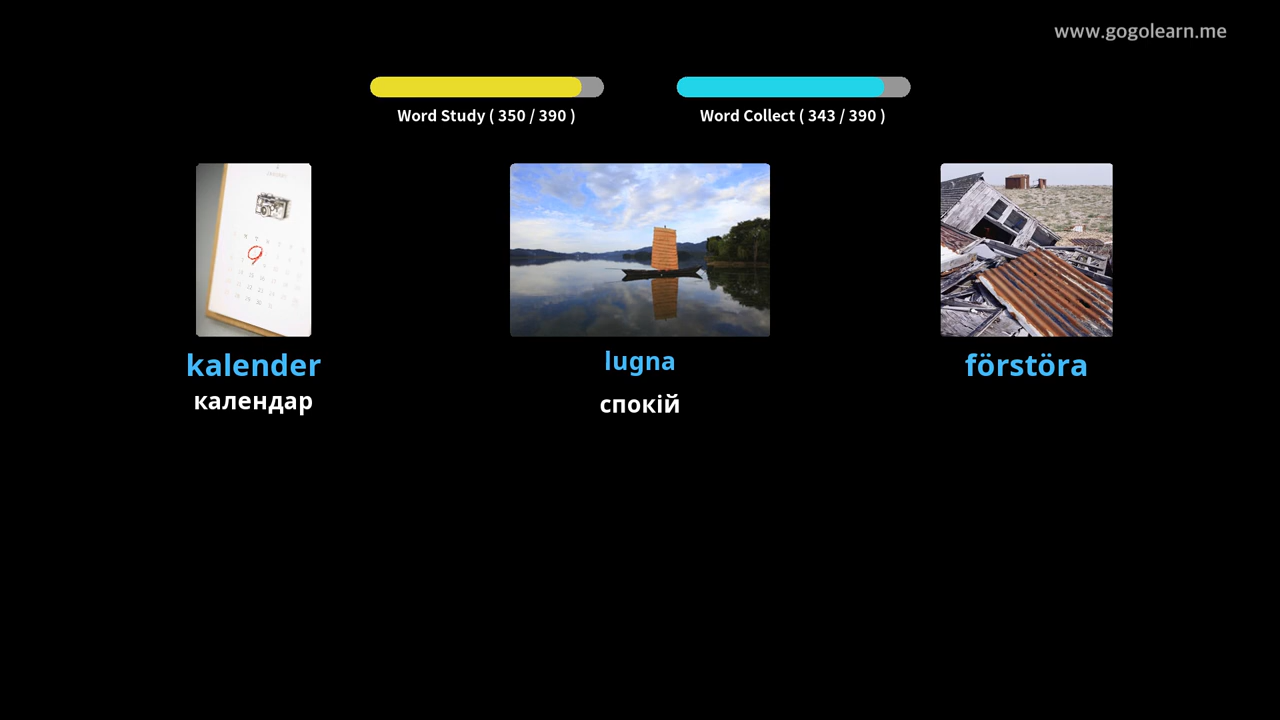 www.gogolearn.me
Word Study ( 350 / 390 )
Word Collect ( 343 / 390 )
kalender
календар
lugna
спокій
förstöra